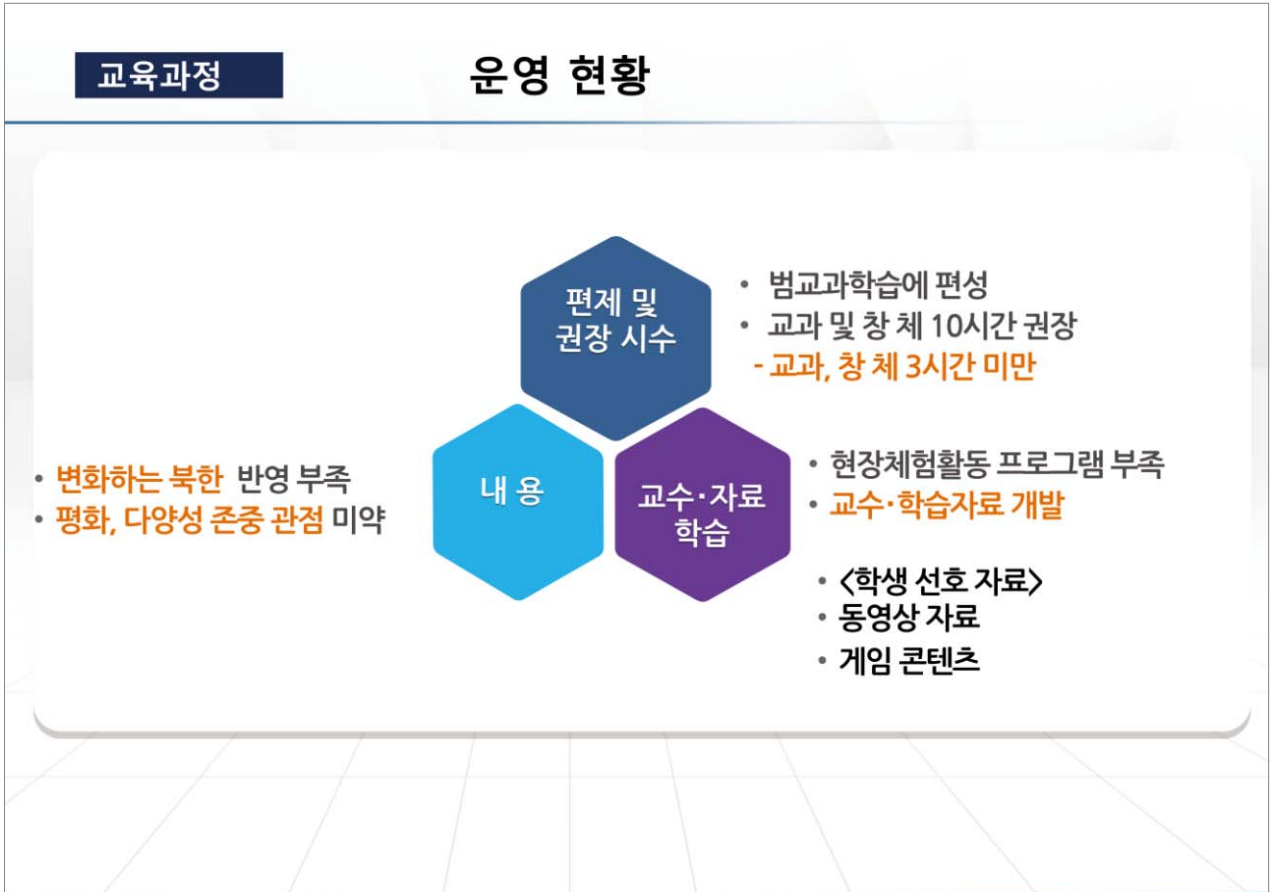 교육과정
운영 현황
편제 및
권장 시수
• 범교과학습에 편성
• 교과 및 창 체 10시간 권장
- 교과, 창 체 3시간 미만
내 용
• 변화하는 북한 반영 부족
• 평화, 다양성 존중 관점 미약
교수·자료
학습
• 현장체험활동 프로그램 부족
• 교수·학습자료 개발
• <학생 선호 자료>
• 동영상 자료
• 게임 콘텐츠